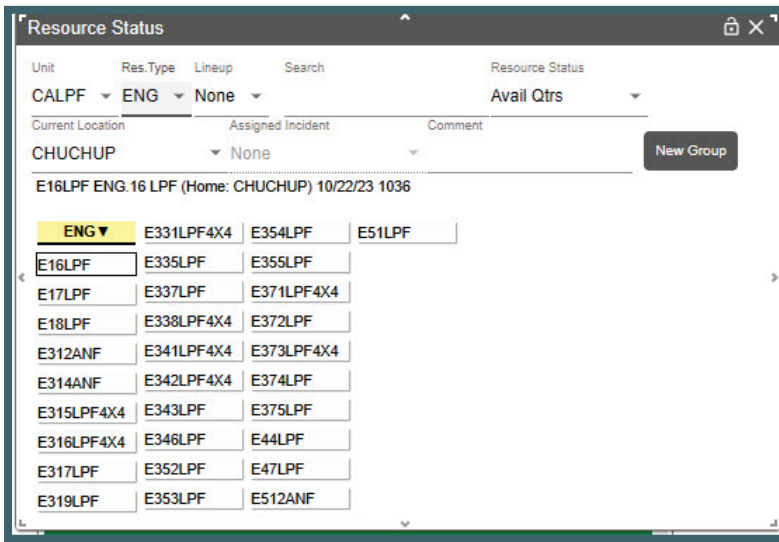 Resource Status
Unit Res.Type Lineup Search Resource Status
CALPF ENG None Avail Qtrs
Current Location Assigned Incident Comment
CHUCHUP None New Group
E16LPF ENG.16 LPF (Home: CHUCHUP) 10/22/23 1036
ENG▼ E331LPF4X4 E354LPF E51LPF
E16LPF E335LPF E355LPF
E17LPF E337LPF E371LPF4X4
E18LPF E338LPF4X4 E372LPF
E312ANF E341LPF4X4 E373LPF4X4
E314ANF E342LPF4X4 E374LPF
E315LPF4X4 E343LPF E375LPF
E316LPF4X4 E346LPF E44LPF
E317LPF E352LPF E47LPF
E319LPF E353LPF E512ANF